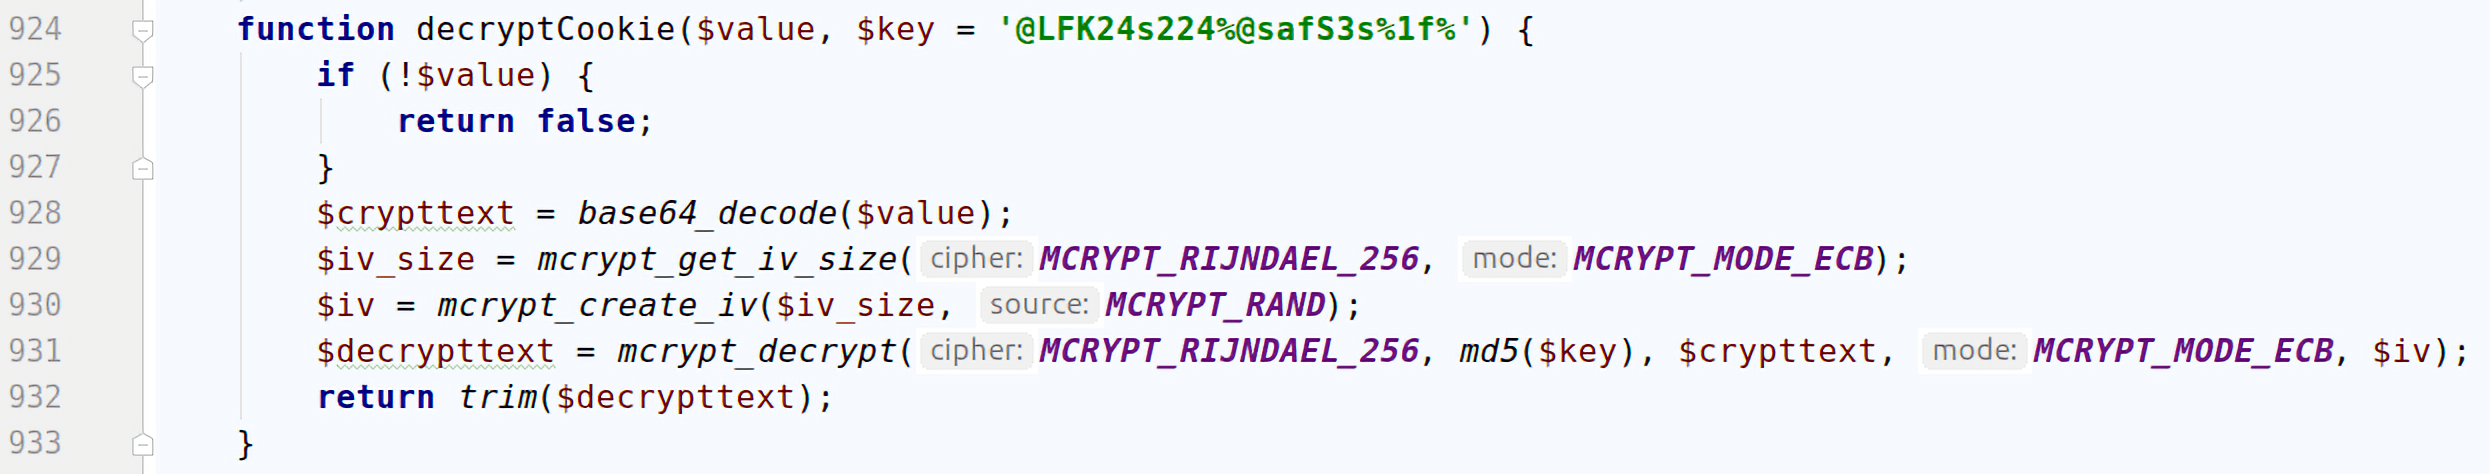 924 function decryptCookie($value, $key = '@LFK24s224%@safS3s%1f%') {
925 if (!$value) {
926 return false;
927 }
928 $crypttext = base64_decode($value);
929 $iv_size = mcrypt_get_iv_size( cipher: MCRYPT_RIJNDAEL_256, mode: MCRYPT_MODE_ECB);
930 $iv = mcrypt_create_iv($iv_size, source: MCRYPT_RAND);
931 $decrypttext = mcrypt_decrypt( cipher: MCRYPT_RIJNDAEL_256, md5($key), $crypttext, mode: MCRYPT_MODE_ECB, $iv);
932 return trim($decrypttext);
933 }